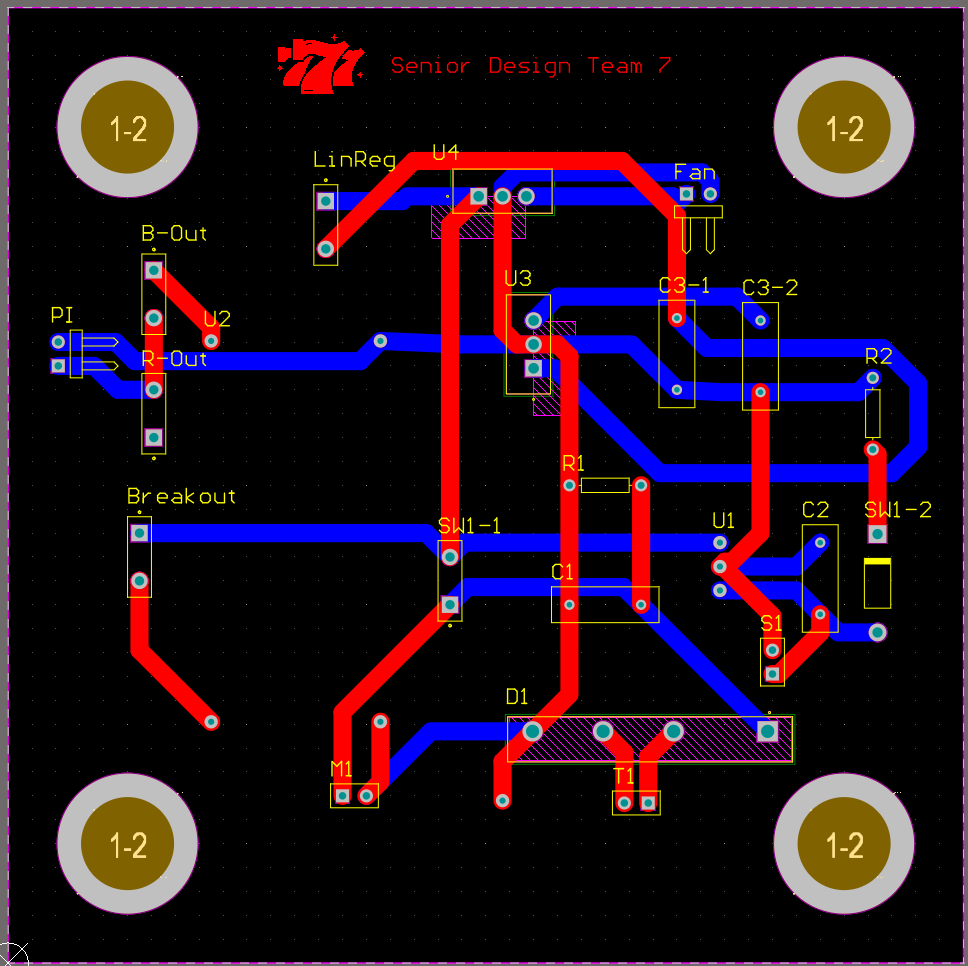 777 Senior Design Team 7
1-2
1-2
LinReg
U4
Fan
B-Out
U3
C3-1
C3-2
PI
U2
R-Out
R2
R1
Breakout
SW1-1
U1
C2
SW1-2
C1
S1
D1
M1
T1
1-2
1-2